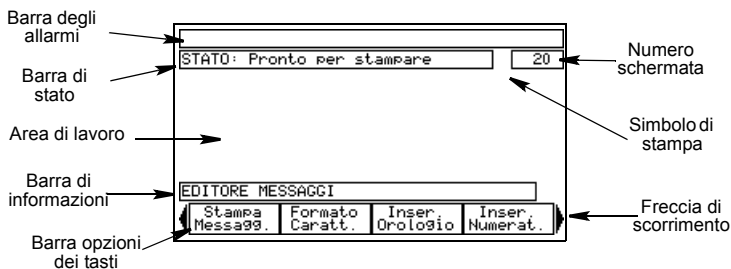 Barra degli
allarmi
STATO: Pronto per stampare
20
Numero
schermata
Barra di
stato
Area di lavoro
Simbolo di
stampa
Barra di
informazioni
EDITORE MESSAGGI
Stampa
Messagg.
Formato
Caratt.
Inser.
Orologio
Inser.
Numerat.
Freccia di
scorrimento
Barra opzioni
dei tasti